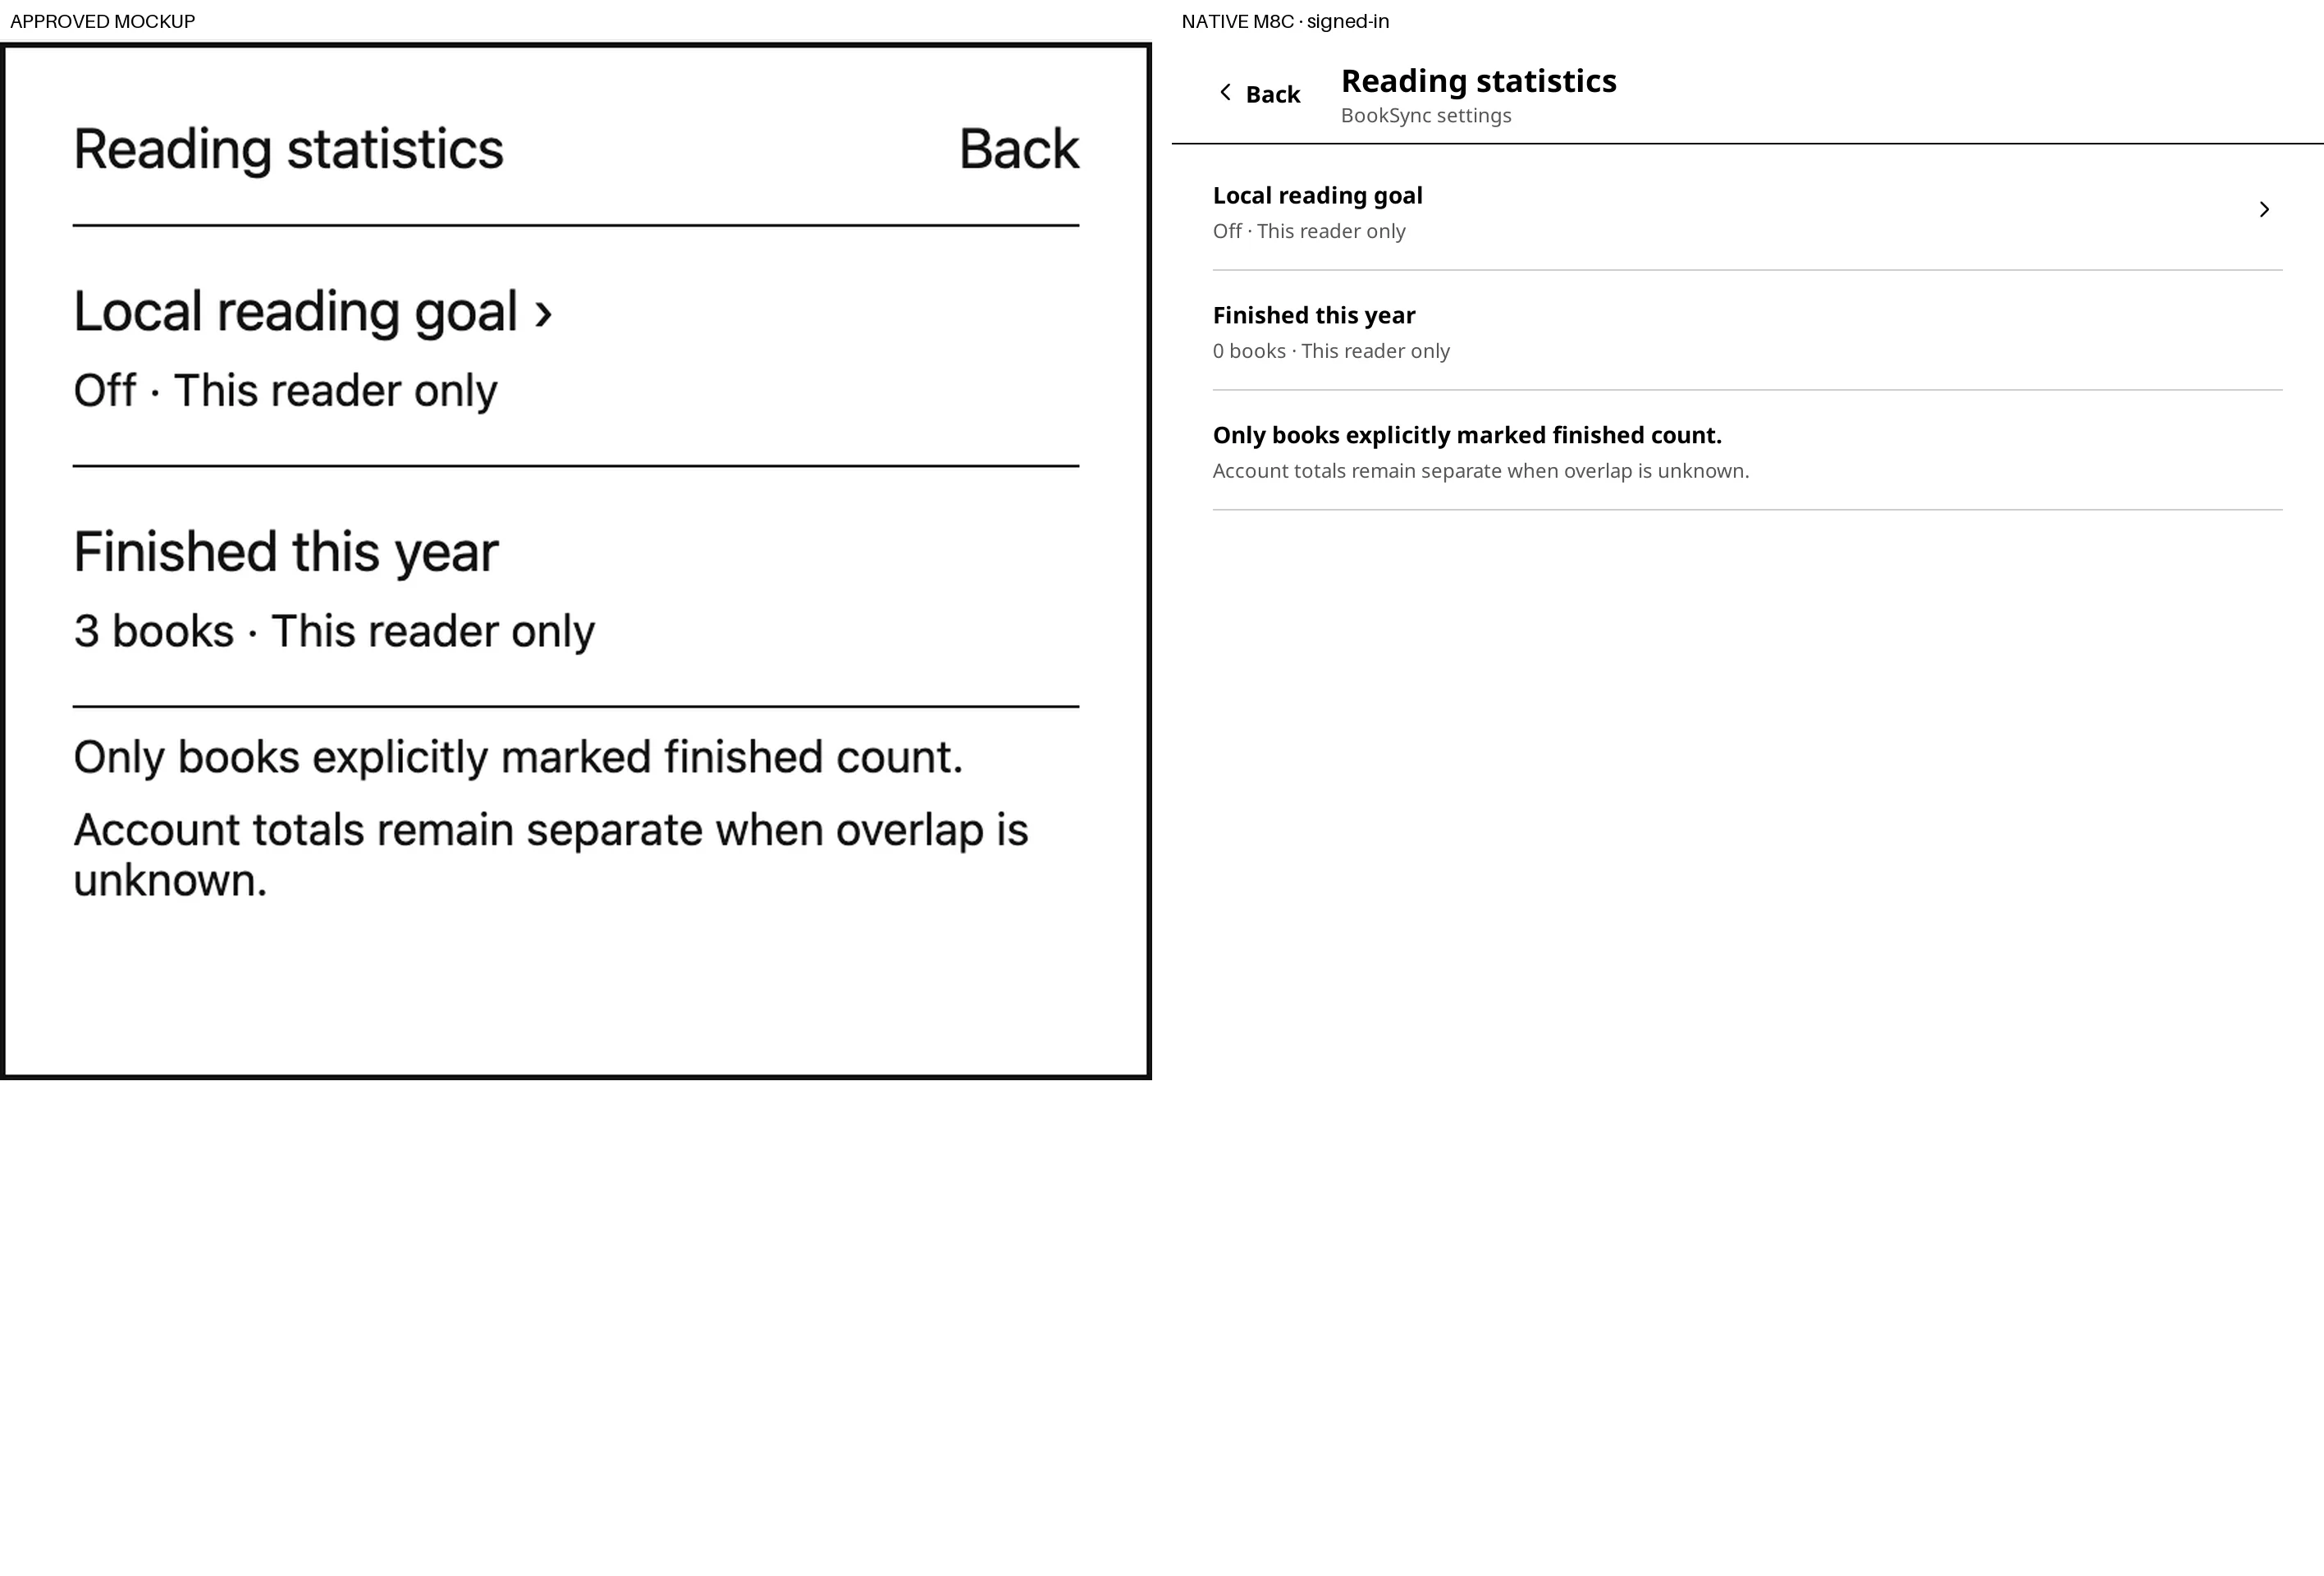 APPROVED MOCKUP
Reading statistics
Back
Local reading goal ›
Off · This reader only
Finished this year
3 books · This reader only
Only books explicitly marked finished count.
Account totals remain separate when overlap is
unknown.
NATIVE M8C · signed-in
Back
Reading statistics
BookSync settings
Local reading goal
Off · This reader only
Finished this year
0 books · This reader only
Only books explicitly marked finished count.
Account totals remain separate when overlap is unknown.